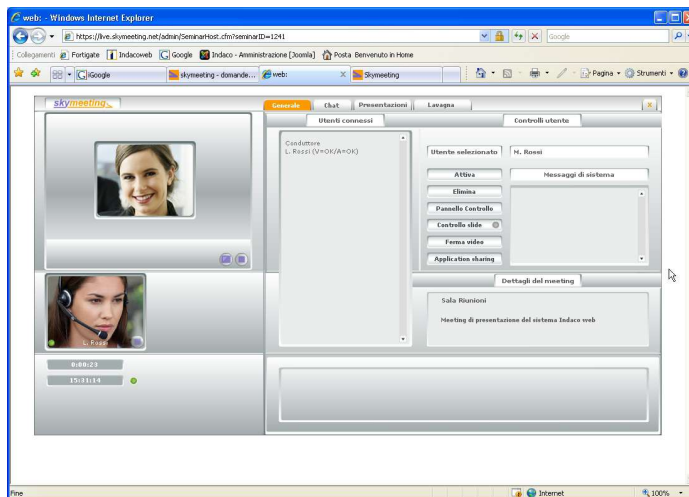 web: - Windows Internet Explorer
https://live.skymeeting.net/admin/SeminarHost.cfm?seminarID=1241
Google
Collegamenti Fortigate Indacoweb Google Indaco - Amministrazione [Joomla] Posta Benvenuto in Home
iGoogle skymeeting - domande... web: Skymeeting Pagina Strumenti
skymeeting
Generale Chat Presentazioni Lavagna x
Utenti connessi
Conduttore
L. Rossi (V=OK/A=OK)
Controlli utente
Utente selezionato M. Rossi
Attiva
Elimina
Pannello Controllo
Controllo slide
Ferma video
Application sharing
Messaggi di sistema
Dettagli del meeting
Sala Riunioni
Meeting di presentazione del sistema Indaco web
L. Rossi
0:00:23
15:31:14
Fine Internet 100%